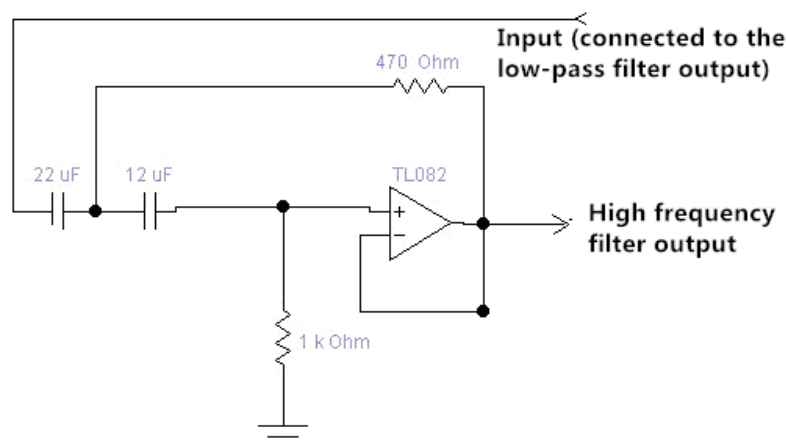 Input (connected to the
low-pass filter output)
470 Ohm
22 uF
12 uF
TL082
+
−
High frequency
filter output
1 k Ohm